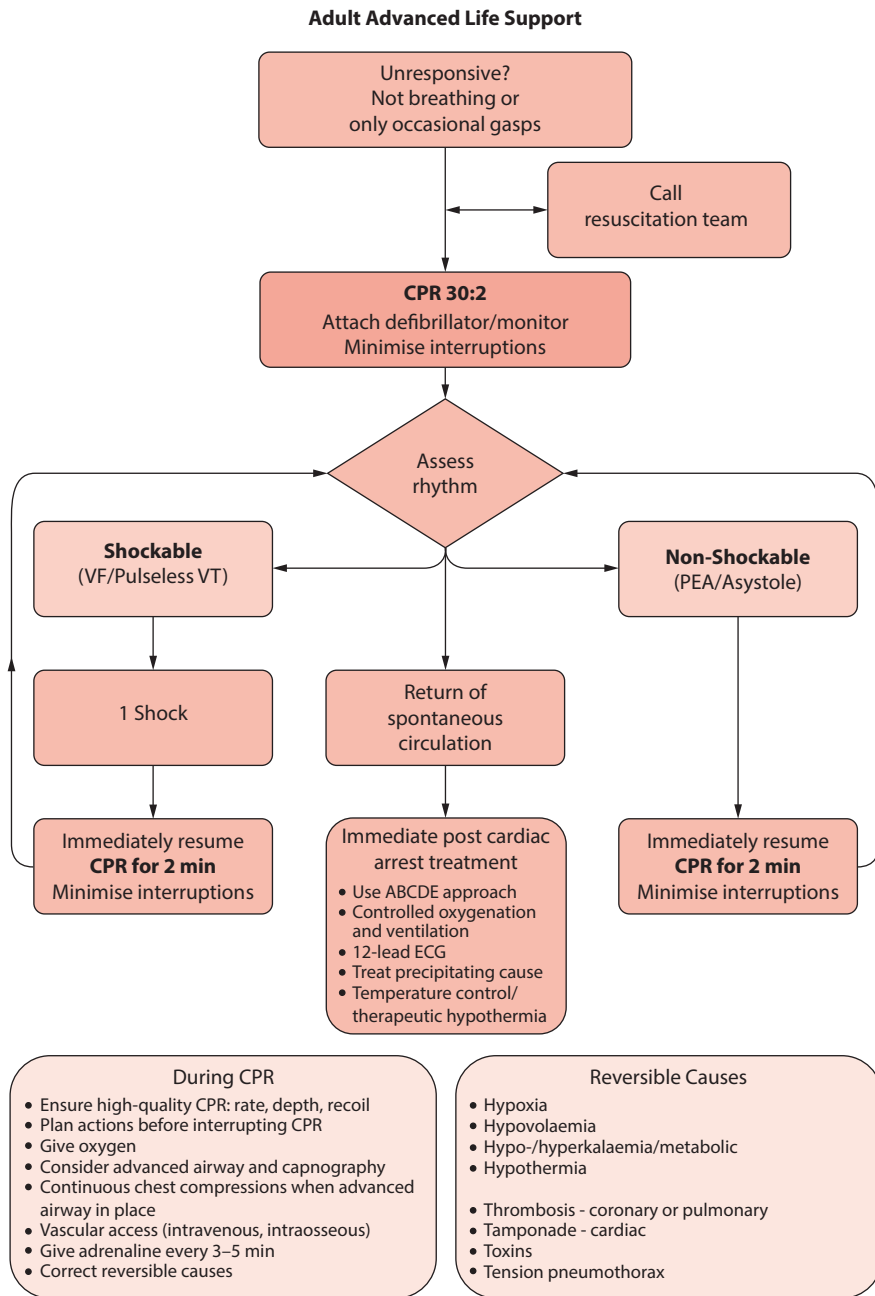 Adult Advanced Life Support
Unresponsive?
Not breathing or
only occasional gasps
Call
resuscitation team
CPR 30:2
Attach defibrillator/monitor
Minimise interruptions
Assess
rhythm
Shockable
(VF/Pulseless VT)
Non-Shockable
(PEA/Asystole)
1 Shock
Return of
spontaneous
circulation
Immediately resume
CPR for 2 min
Minimise interruptions
Immediate post cardiac
arrest treatment
• Use ABCDE approach
• Controlled oxygenation
and ventilation
• 12-lead ECG
• Treat precipitating cause
• Temperature control/
therapeutic hypothermia
Immediately resume
CPR for 2 min
Minimise interruptions
During CPR
• Ensure high-quality CPR: rate, depth, recoil
• Plan actions before interrupting CPR
• Give oxygen
• Consider advanced airway and capnography
• Continuous chest compressions when advanced
airway in place
• Vascular access (intravenous, intraosseous)
• Give adrenaline every 3–5 min
• Correct reversible causes
Reversible Causes
• Hypoxia
• Hypovolaemia
• Hypo-/hyperkalaemia/metabolic
• Hypothermia
• Thrombosis - coronary or pulmonary
• Tamponade - cardiac
• Toxins
• Tension pneumothorax